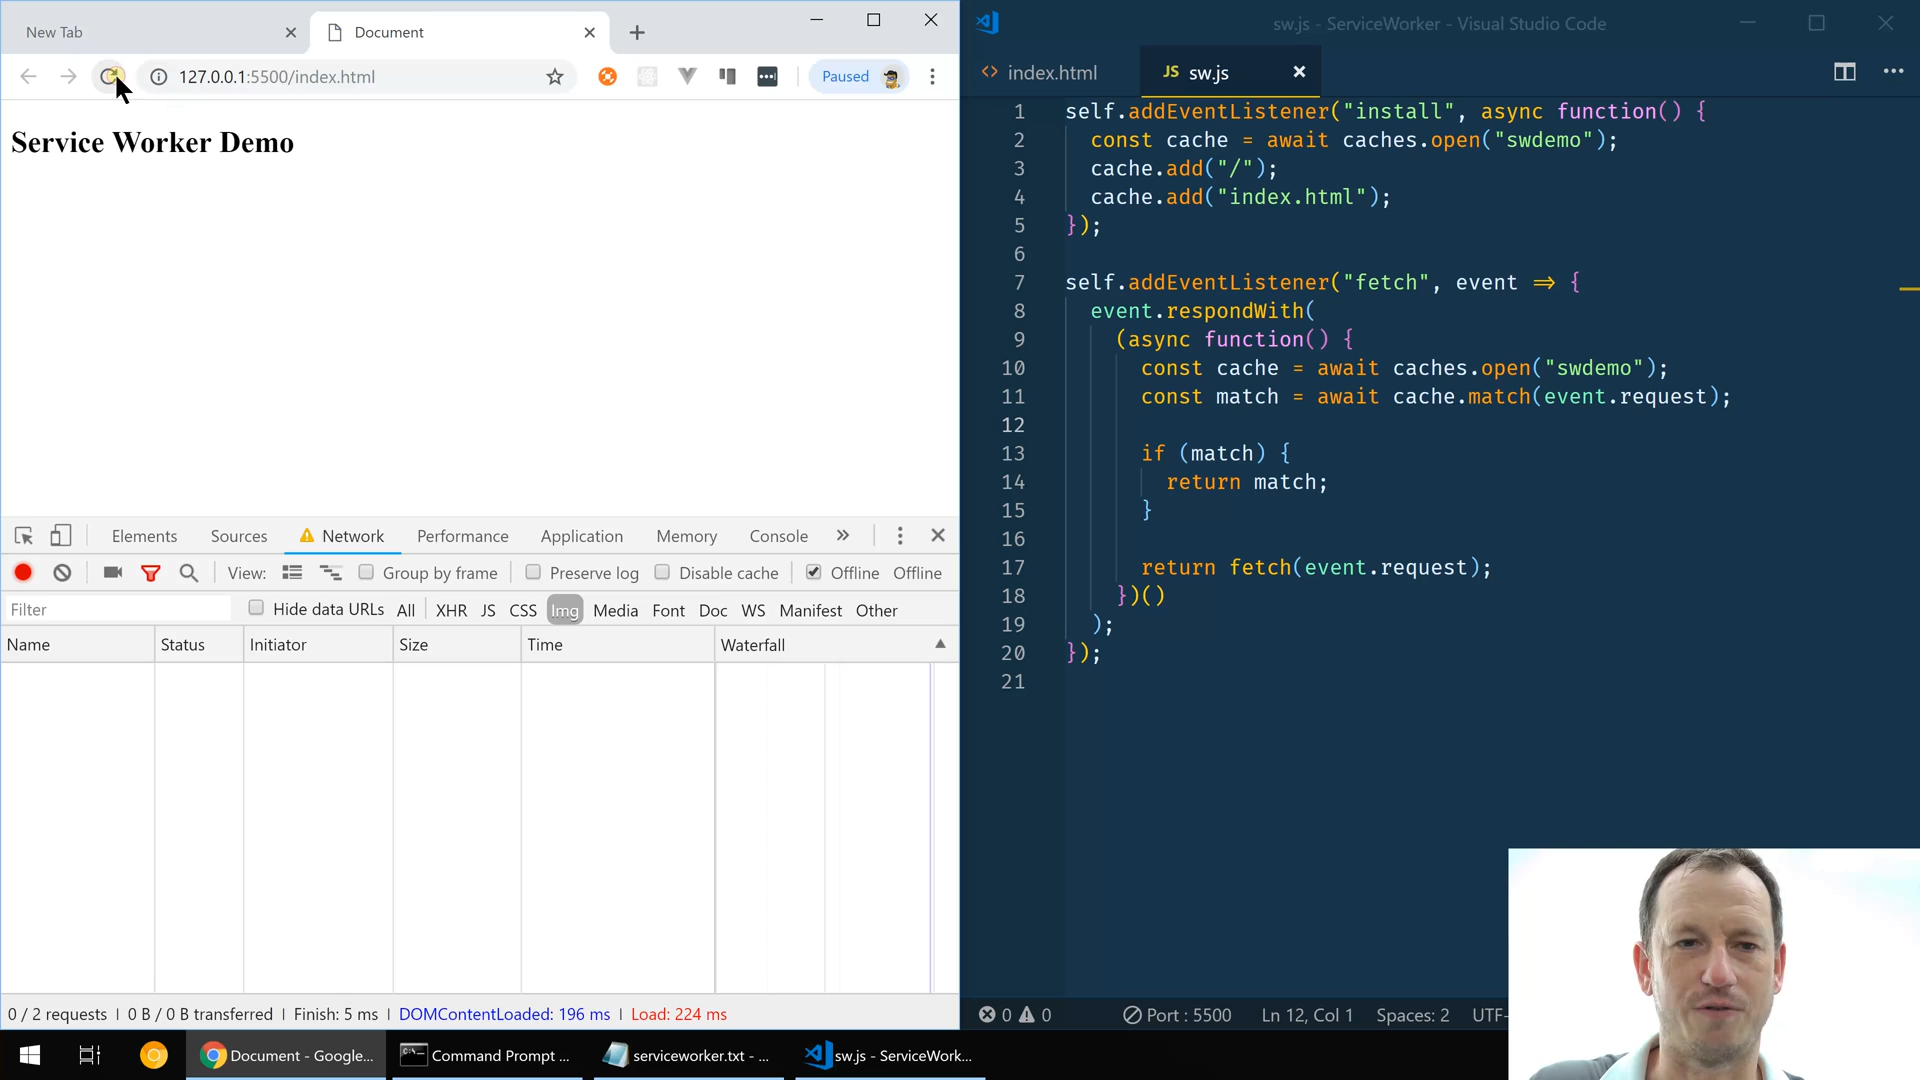 New Tab
Document
127.0.0.1:5500/index.html
Paused
Service Worker Demo
Elements Sources Network Performance Application Memory Console »
View: Group by frame Preserve log Disable cache Offline Offline
Filter Hide data URLs All XHR JS CSS Img Media Font Doc WS Manifest Other
Name Status Initiator Size Time Waterfall
0 / 2 requests | 0 B / 0 B transferred | Finish: 5 ms | DOMContentLoaded: 196 ms | Load: 224 ms
sw.js - ServiceWorker - Visual Studio Code
<> index.html JS sw.js
1 self.addEventListener("install", async function() {
2 const cache = await caches.open("swdemo");
3 cache.add("/");
4 cache.add("index.html");
5 });
6
7 self.addEventListener("fetch", event => {
8 event.respondWith(
9 (async function() {
10 const cache = await caches.open("swdemo");
11 const match = await cache.match(event.request);
12
13 if (match) {
14 return match;
15 }
16
17 return fetch(event.request);
18 })()
19 );
20 });
21
0 0 Port : 5500 Ln 12, Col 1 Spaces: 2 UTF-
Document - Google... Command Prompt ... serviceworker.txt - ... sw.js - ServiceWork...